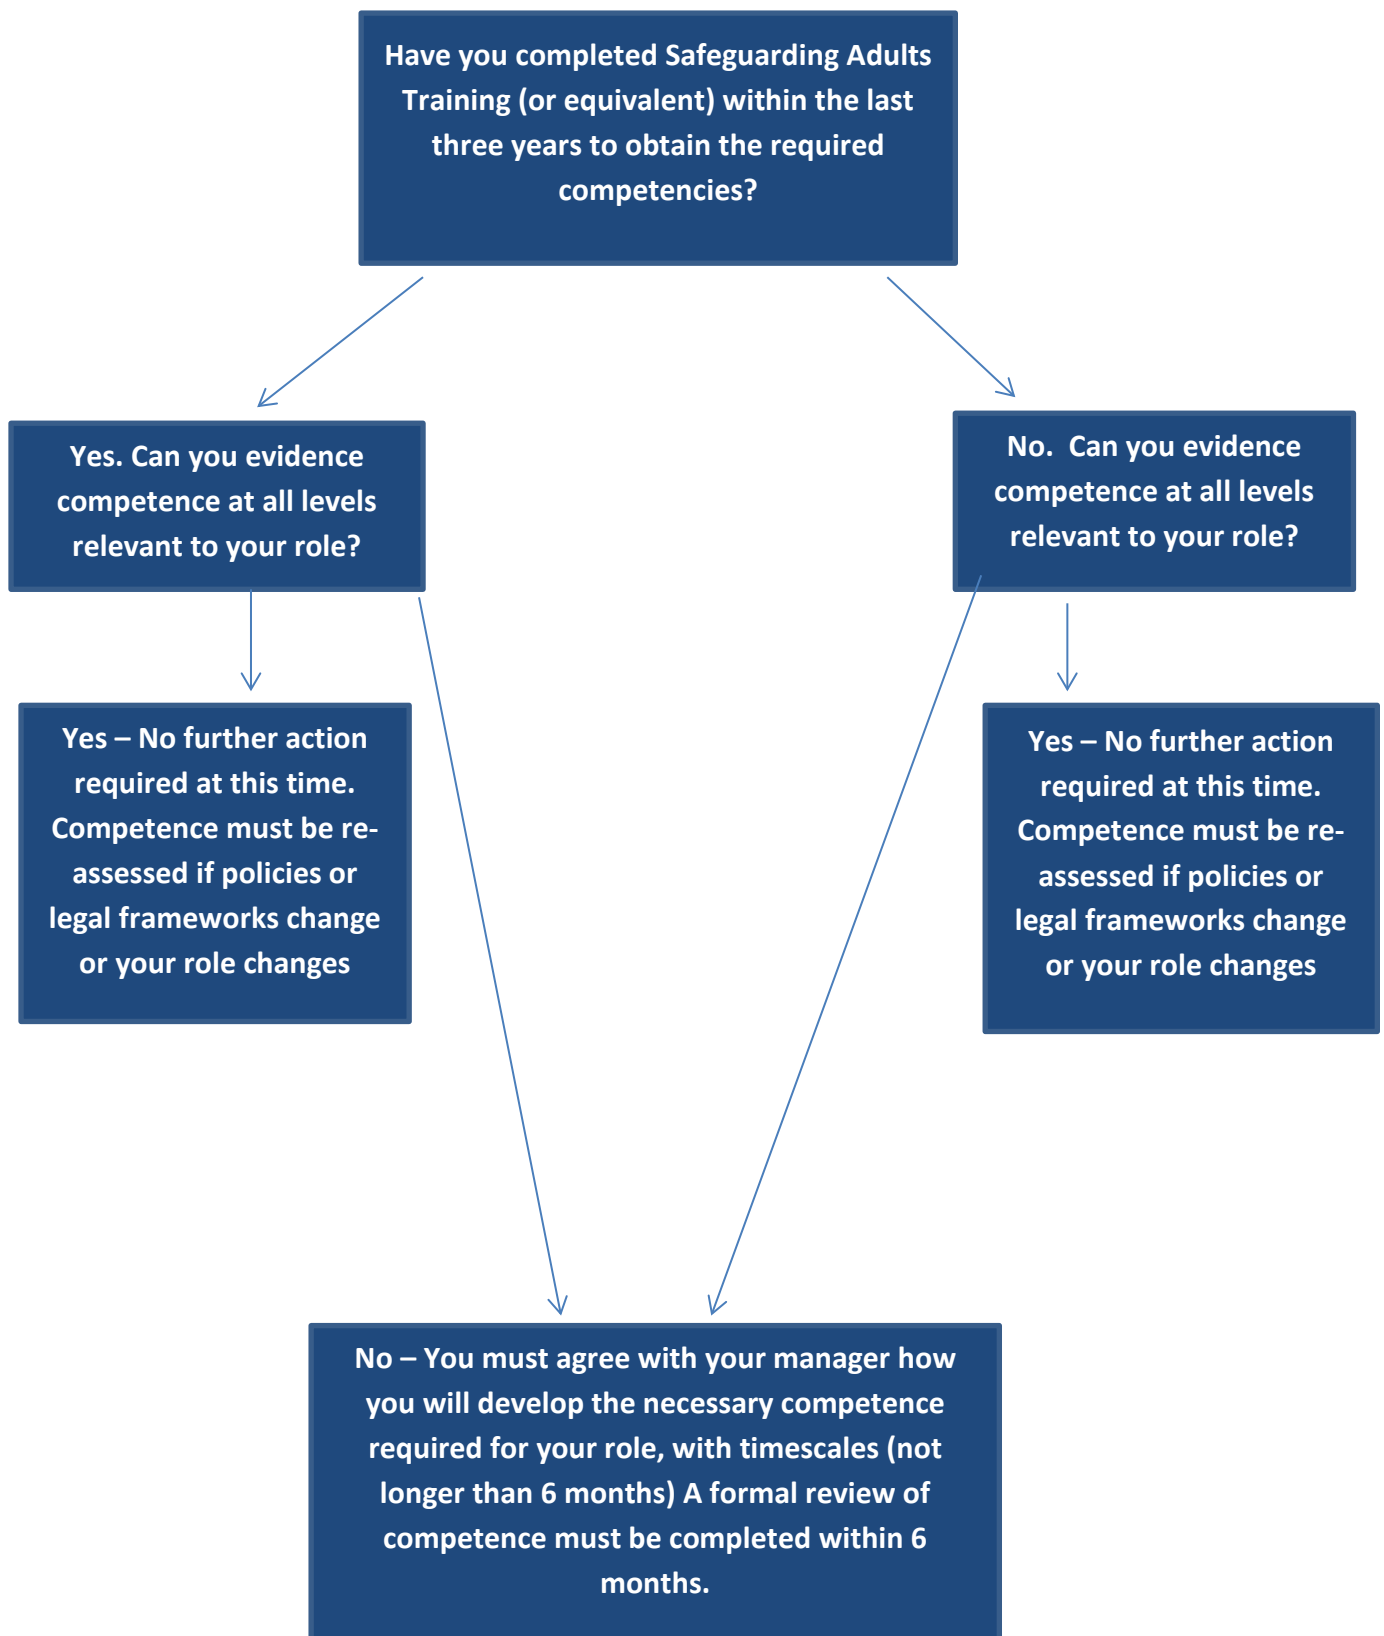 Have you completed Safeguarding Adults
Training (or equivalent) within the last
three years to obtain the required
competencies?
Yes. Can you evidence
competence at all levels
relevant to your role?
No.  Can you evidence
competence at all levels
relevant to your role?
Yes – No further action
required at this time.
Competence must be re-
assessed if policies or
legal frameworks change
or your role changes
Yes – No further action
required at this time.
Competence must be re-
assessed if policies or
legal frameworks change
or your role changes
No – You must agree with your manager how
you will develop the necessary competence
required for your role, with timescales (not
longer than 6 months) A formal review of
competence must be completed within 6
months.